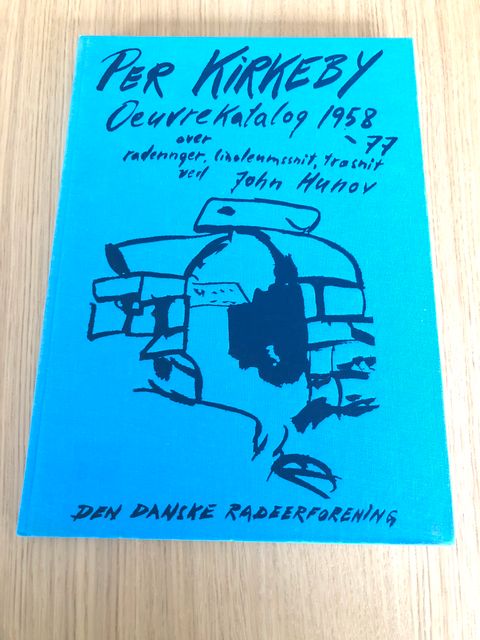 PER KIRKEBY
Oeuvrekatalog 1958
-77
over
raderinger, linoleumssnit, træsnit
ved John Hunov
DEN DANSKE RADEERFORENING